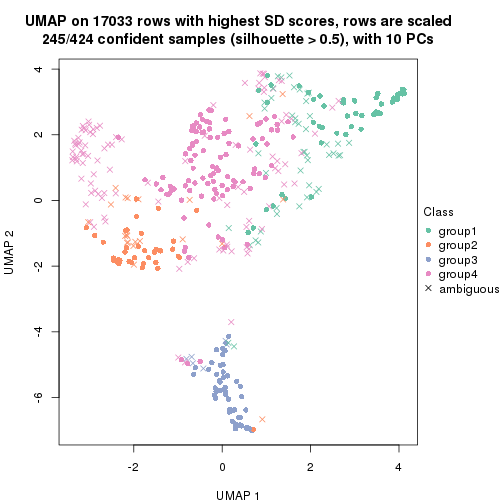 UMAP on 17033 rows with highest SD scores, rows are scaled
245/424 confident samples (silhouette > 0.5), with 10 PCs
4
2
0
-2
-4
-6
UMAP 2
-2
0
2
4
UMAP 1
Class
group1
group2
group3
group4
ambiguous